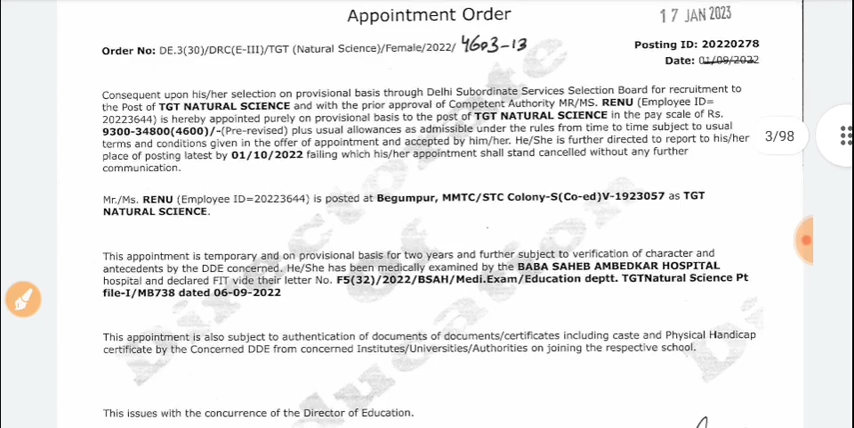 Appointment Order
17 JAN 2023
Order No: DE.3(30)/DRC(E-III)/TGT (Natural Science)/Female/2022/ 4603-13
Posting ID: 20220278
Date: 01/09/2022
Consequent upon his/her selection on provisional basis through Delhi Subordinate Services Selection Board for recruitment to
the Post of TGT NATURAL SCIENCE and with the prior approval of Competent Authority MR/MS. RENU (Employee ID=
20223644) is hereby appointed purely on provisional basis to the post of TGT NATURAL SCIENCE in the pay scale of Rs.
9300-34800(4600)/-(Pre-revised) plus usual allowances as admissible under the rules from time to time subject to usual
terms and conditions given in the offer of appointment and accepted by him/her. He/She is further directed to report to his/her
place of posting latest by 01/10/2022 failing which his/her appointment shall stand cancelled without any further
communication.
3/98
Mr./Ms. RENU (Employee ID=20223644) is posted at Begumpur, MMTC/STC Colony-S(Co-ed)V-1923057 as TGT
NATURAL SCIENCE.
This appointment is temporary and on provisional basis for two years and further subject to verification of character and
antecedents by the DDE concerned. He/She has been medically examined by the BABA SAHEB AMBEDKAR HOSPITAL
hospital and declared FIT vide their letter No. F5(32)/2022/BSAH/Medi.Exam/Education deptt. TGTNatural Science Pt
file-I/MB738 dated 06-09-2022
This appointment is also subject to authentication of documents of documents/certificates including caste and Physical Handicap
certificate by the Concerned DDE from concerned Institutes/Universities/Authorities on joining the respective school.
This issues with the concurrence of the Director of Education.
Directorate
Of
Education